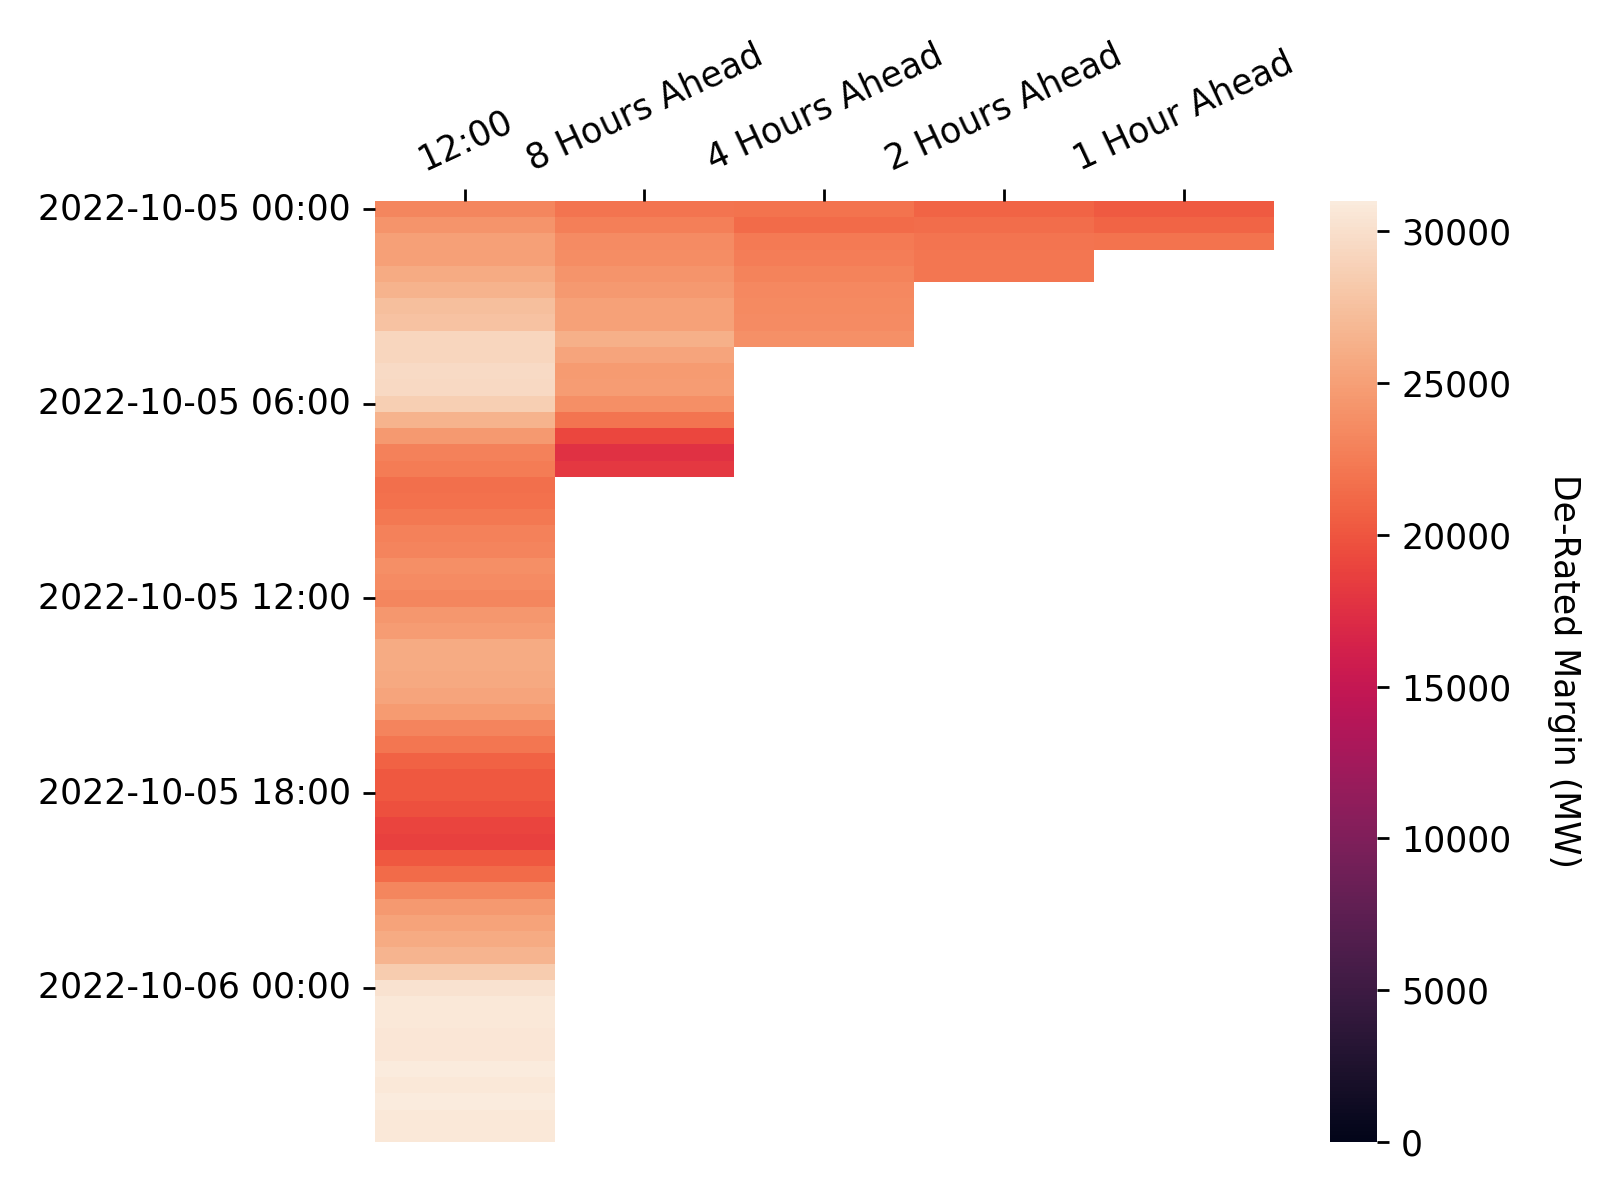 12:00
8 Hours Ahead
4 Hours Ahead
2 Hours Ahead
1 Hour Ahead
2022-10-05 00:00
2022-10-05 06:00
2022-10-05 12:00
2022-10-05 18:00
2022-10-06 00:00
30000
25000
20000
15000
10000
5000
0
De-Rated Margin (MW)